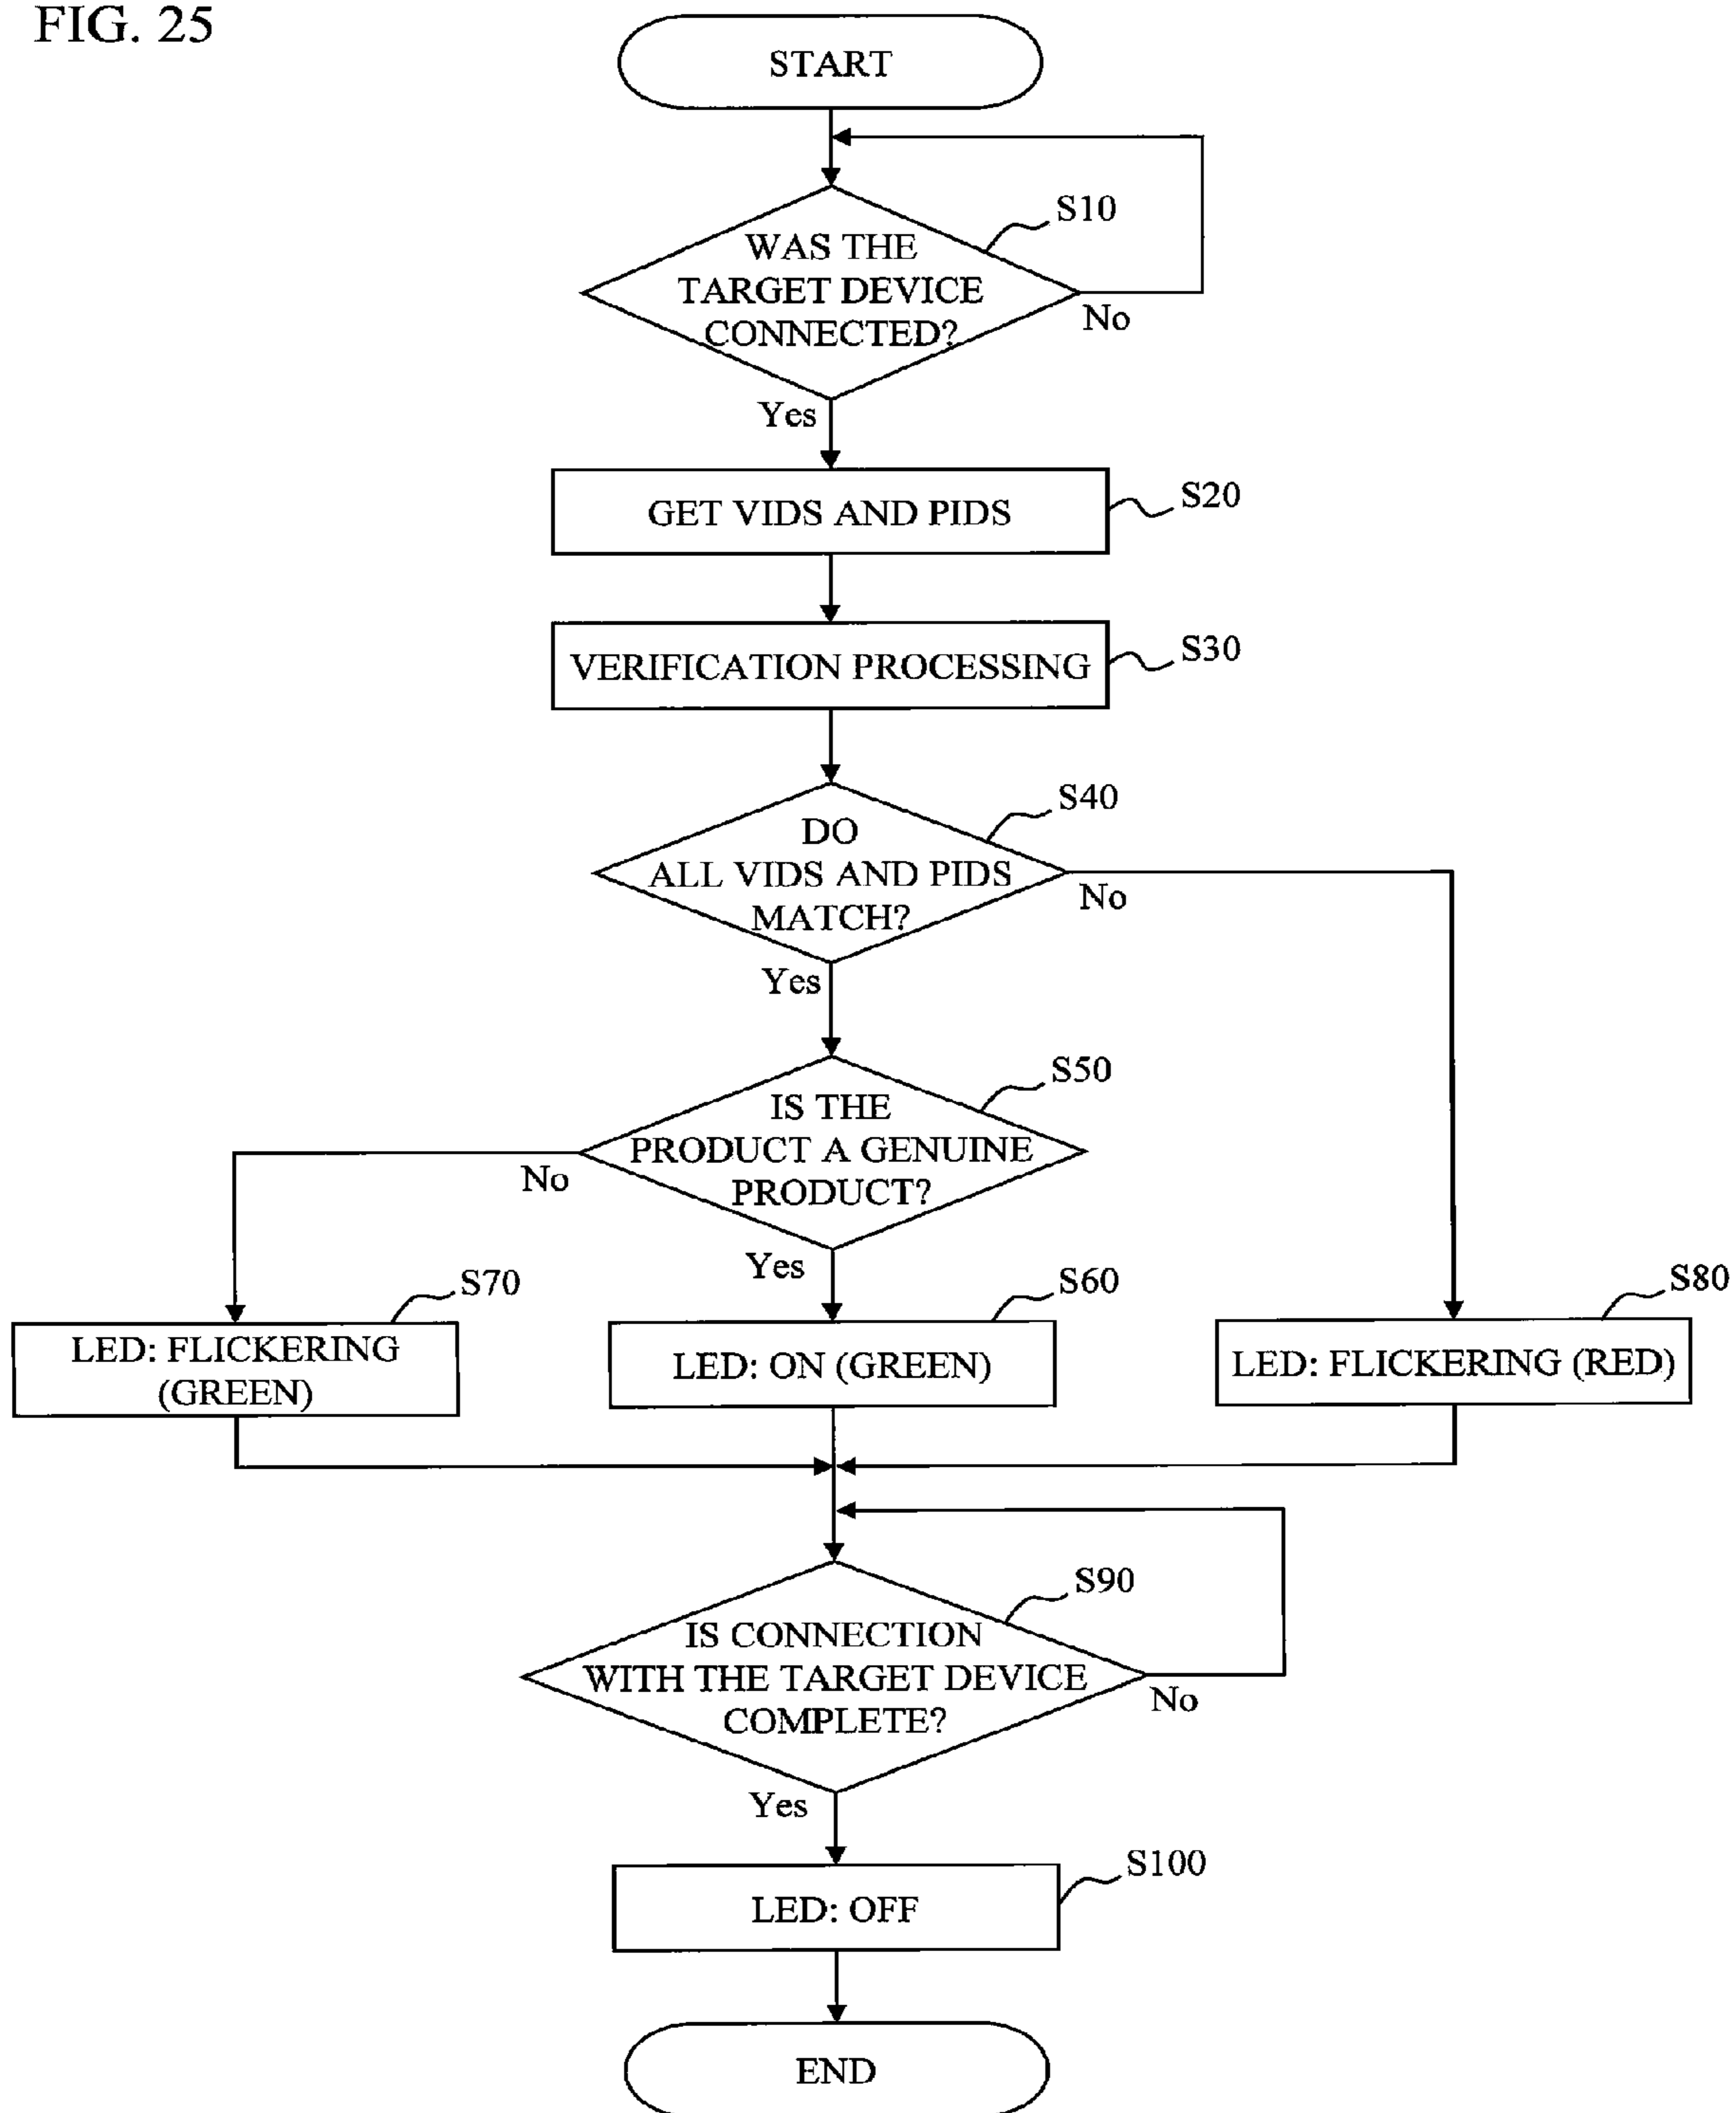 FIG. 25
START
S10
WAS THE
TARGET DEVICE
CONNECTED?
No
Yes
GET VIDS AND PIDS
S20
VERIFICATION PROCESSING
S30
S40
DO
ALL VIDS AND PIDS
MATCH?
No
Yes
S50
IS THE
PRODUCT A GENUINE
PRODUCT?
No
Yes
S70
S60
S80
LED: FLICKERING
(GREEN)
LED: ON (GREEN)
LED: FLICKERING (RED)
S90
IS CONNECTION
WITH THE TARGET DEVICE
COMPLETE?
No
Yes
S100
LED: OFF
END